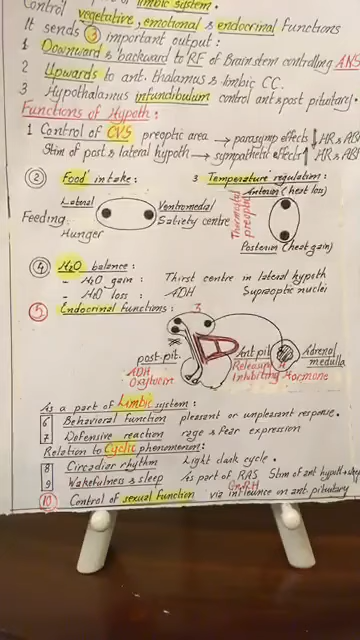 Control vegetative, emotional & endocrinal Functions
It sends 3 important output:
1 Downward & backward to RF of Brainstem controlling ANS
2 Upwards to ant. thalamus & limbic CC.
3 Hypothalamus infundibulum control ant & post pituitary.
Functions of Hypoth:
1 Control of CVS preoptic area → parasymp effects ↓ HR &
Stim of post & lateral hypoth → sympathetic effects ↑ HR &
2 Food intake: 3 Temperature regulation:
Anterior (heat loss)
Lateral Ventromedial
Feeding Satiety centre
Hunger
Posterior (heat gain)
4 H2O balance:
- H2O gain: Thirst centre in lateral hypoth
- H2O loss: ADH Supraoptic nuclei
5 Endocrinal Functions: 3
post-pit. Ant pit Adrenal medulla
ADH Oxytocin
Inhibiting Hormone
As a part of Limbic system:
6 Behavioral Function pleasant or unpleasant response.
7 Defensive reaction rage & fear expression
Relation to Cyclic phenomenon:
8 Circadian rhythm Light dark cycle.
9 Wakefulness & sleep As part of RAS Stim of ant hypoth → sleep
GnRH
10 Control of sexual function via influence on ant pituitary